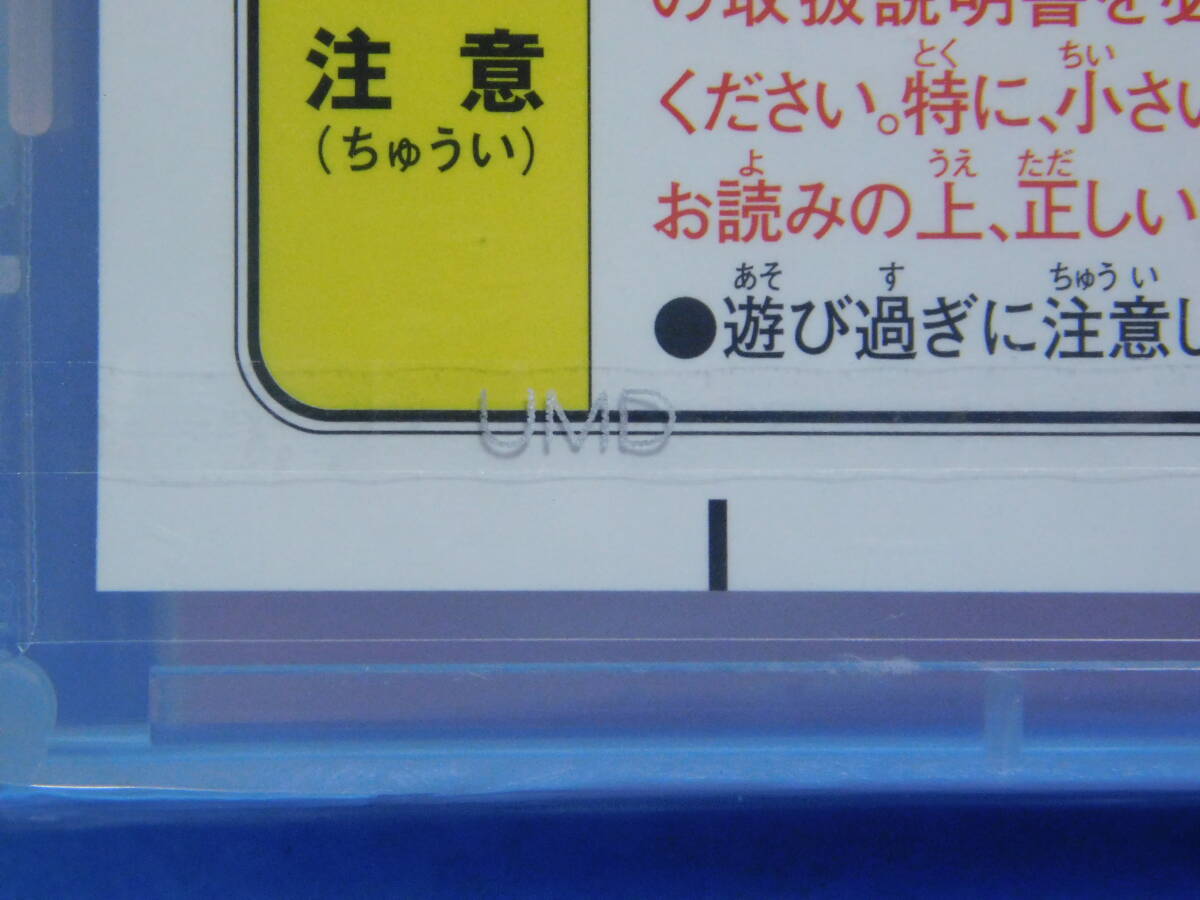 注 意
(ちゅうい)
の取扱説明書を必
とく ちい
ください。特に、小さい
よ うえ ただ
お読みの上、正しい
あそ す ちゅう い
●遊び過ぎに注意し
UMD